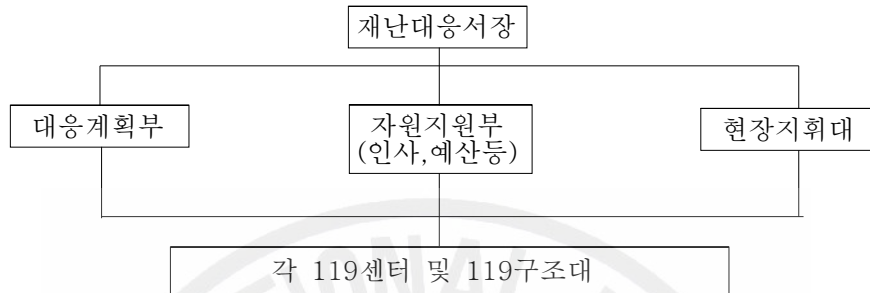 재난대응서장
대응계획부
자원지원부
(인사,예산등)
현장지휘대
각 119센터 및 119구조대